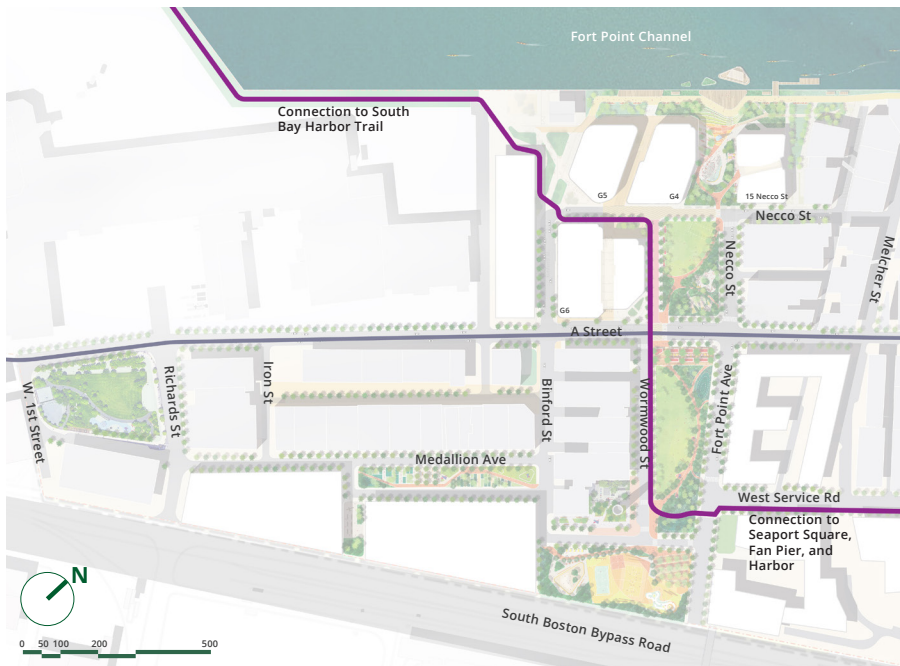 Fort Point Channel
Connection to South
Bay Harbor Trail
G5
G4
15 Necco St
Necco St
Necco St
Melcher St
G6
A Street
W. 1st Street
Richards St
Iron St
Binford St
Wormwood St
Fort Point Ave
Medallion Ave
West Service Rd
Connection to
Seaport Square,
Fan Pier, and
Harbor
South Boston Bypass Road
N
0 50 100 200 500